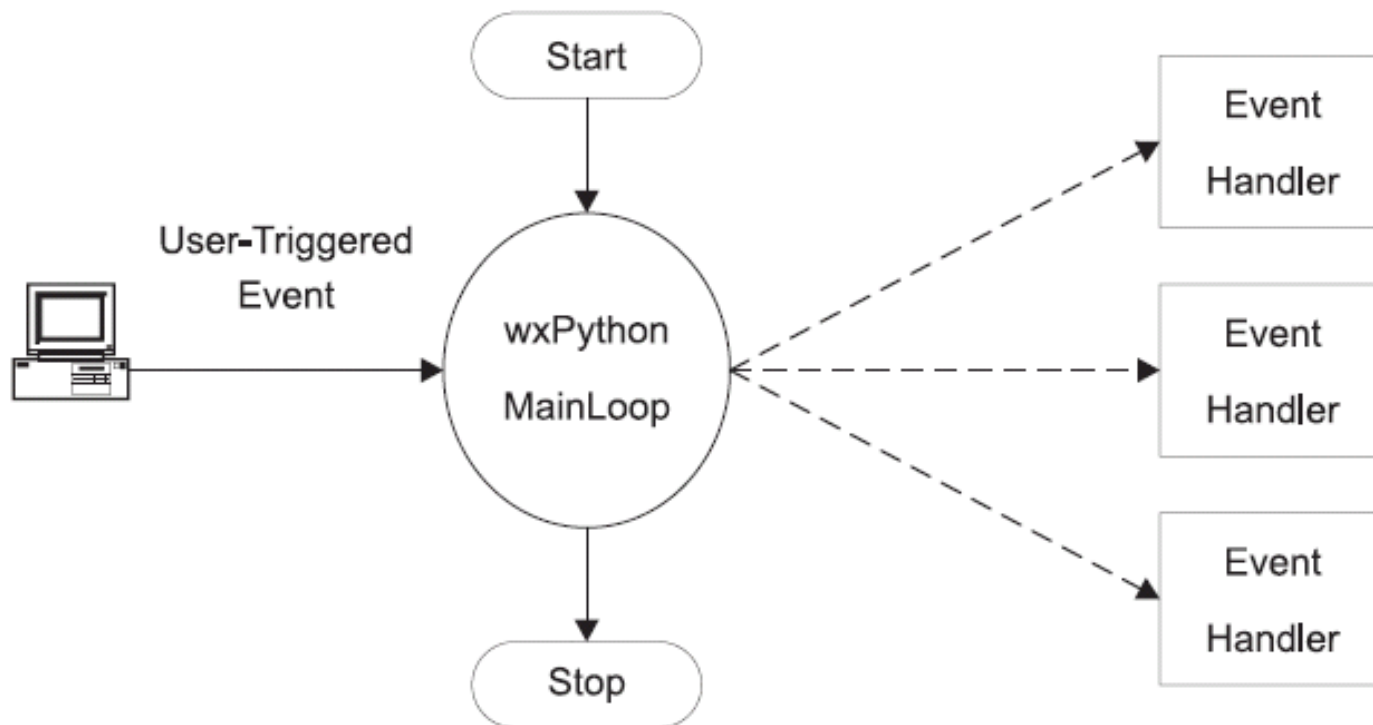 Start
User-Triggered
Event
wxPython
MainLoop
Stop
Event
Handler
Event
Handler
Event
Handler